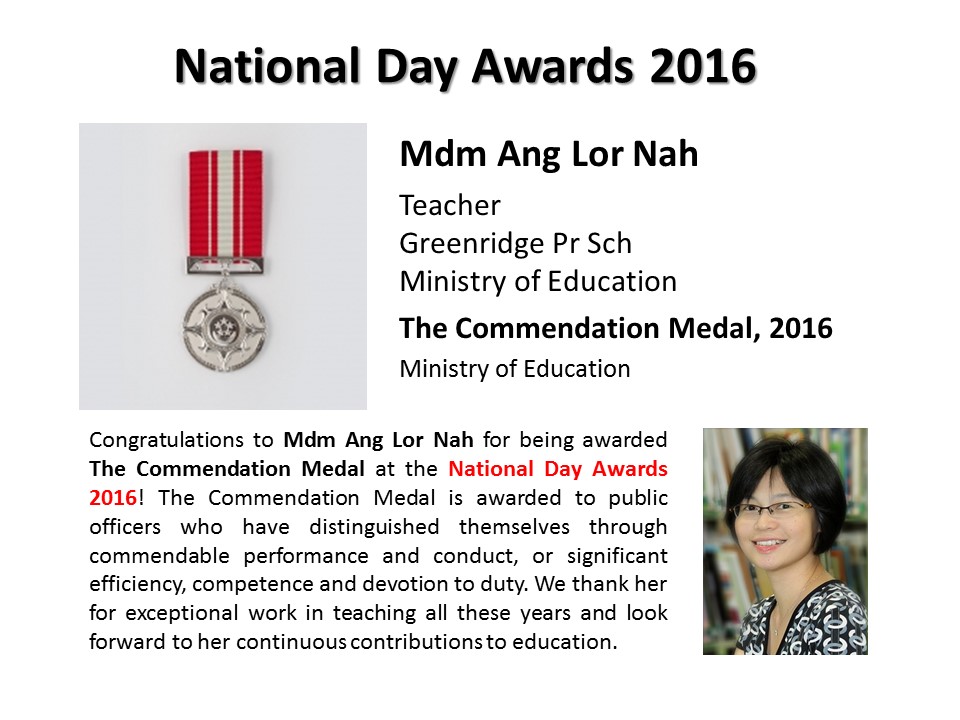 National Day Awards 2016
Mdm Ang Lor Nah
Teacher
Greenridge Pr Sch
Ministry of Education
The Commendation Medal, 2016
Ministry of Education
Congratulations to Mdm Ang Lor Nah for being awarded
The Commendation Medal at the National Day Awards
2016! The Commendation Medal is awarded to public
officers who have distinguished themselves through
commendable performance and conduct, or significant
efficiency, competence and devotion to duty. We thank her
for exceptional work in teaching all these years and look
forward to her continuous contributions to education.